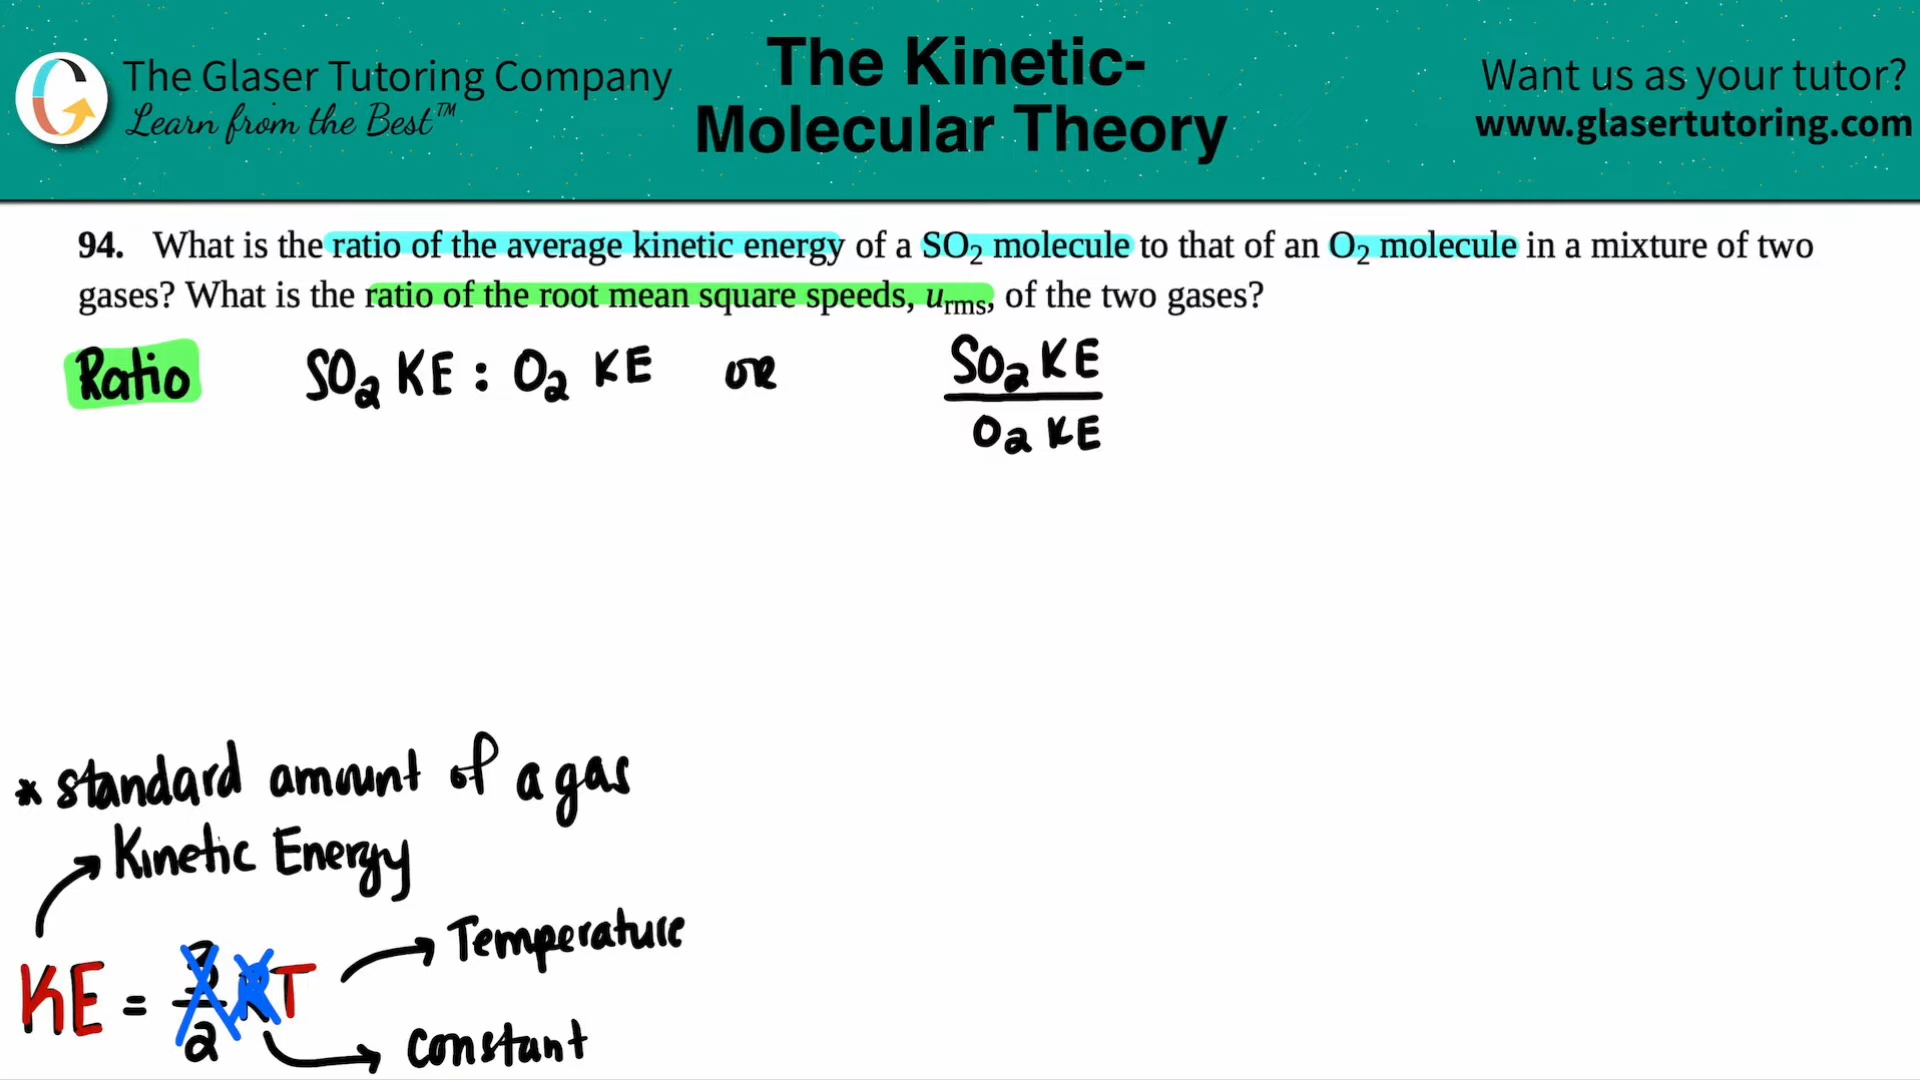 The Glaser Tutoring Company
Learn from the Best™
The Kinetic-
Molecular Theory
Want us as your tutor?
www.glasertutoring.com
94. What is the ratio of the average kinetic energy of a SO₂ molecule to that of an O₂ molecule in a mixture of two
gases? What is the ratio of the root mean square speeds, uᵣₘₛ, of the two gases?
Ratio SO₂ KE : O₂ KE or SO₂ KE
O₂ KE
* standard amount of a gas
Kinetic Energy
Temperature
KE = 3/2 RT
constant